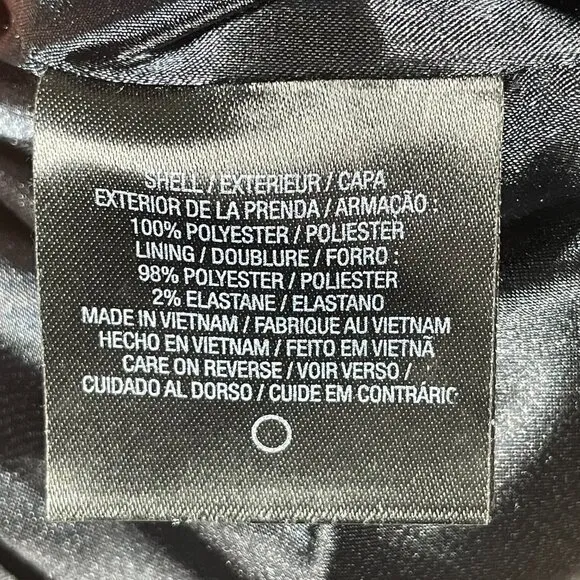 SHELL / EXTERIEUR / CAPA
EXTERIOR DE LA PRENDA / ARMAÇÃO :
100% POLYESTER / POLIESTER
LINING / DOUBLURE / FORRO :
98% POLYESTER / POLIESTER
2% ELASTANE / ELASTANO
MADE IN VIETNAM / FABRIQUE AU VIETNAM
HECHO EN VIETNAM / FEITO EM VIETNÃ
CARE ON REVERSE / VOIR VERSO /
CUIDADO AL DORSO / CUIDE EM CONTRÁRIO